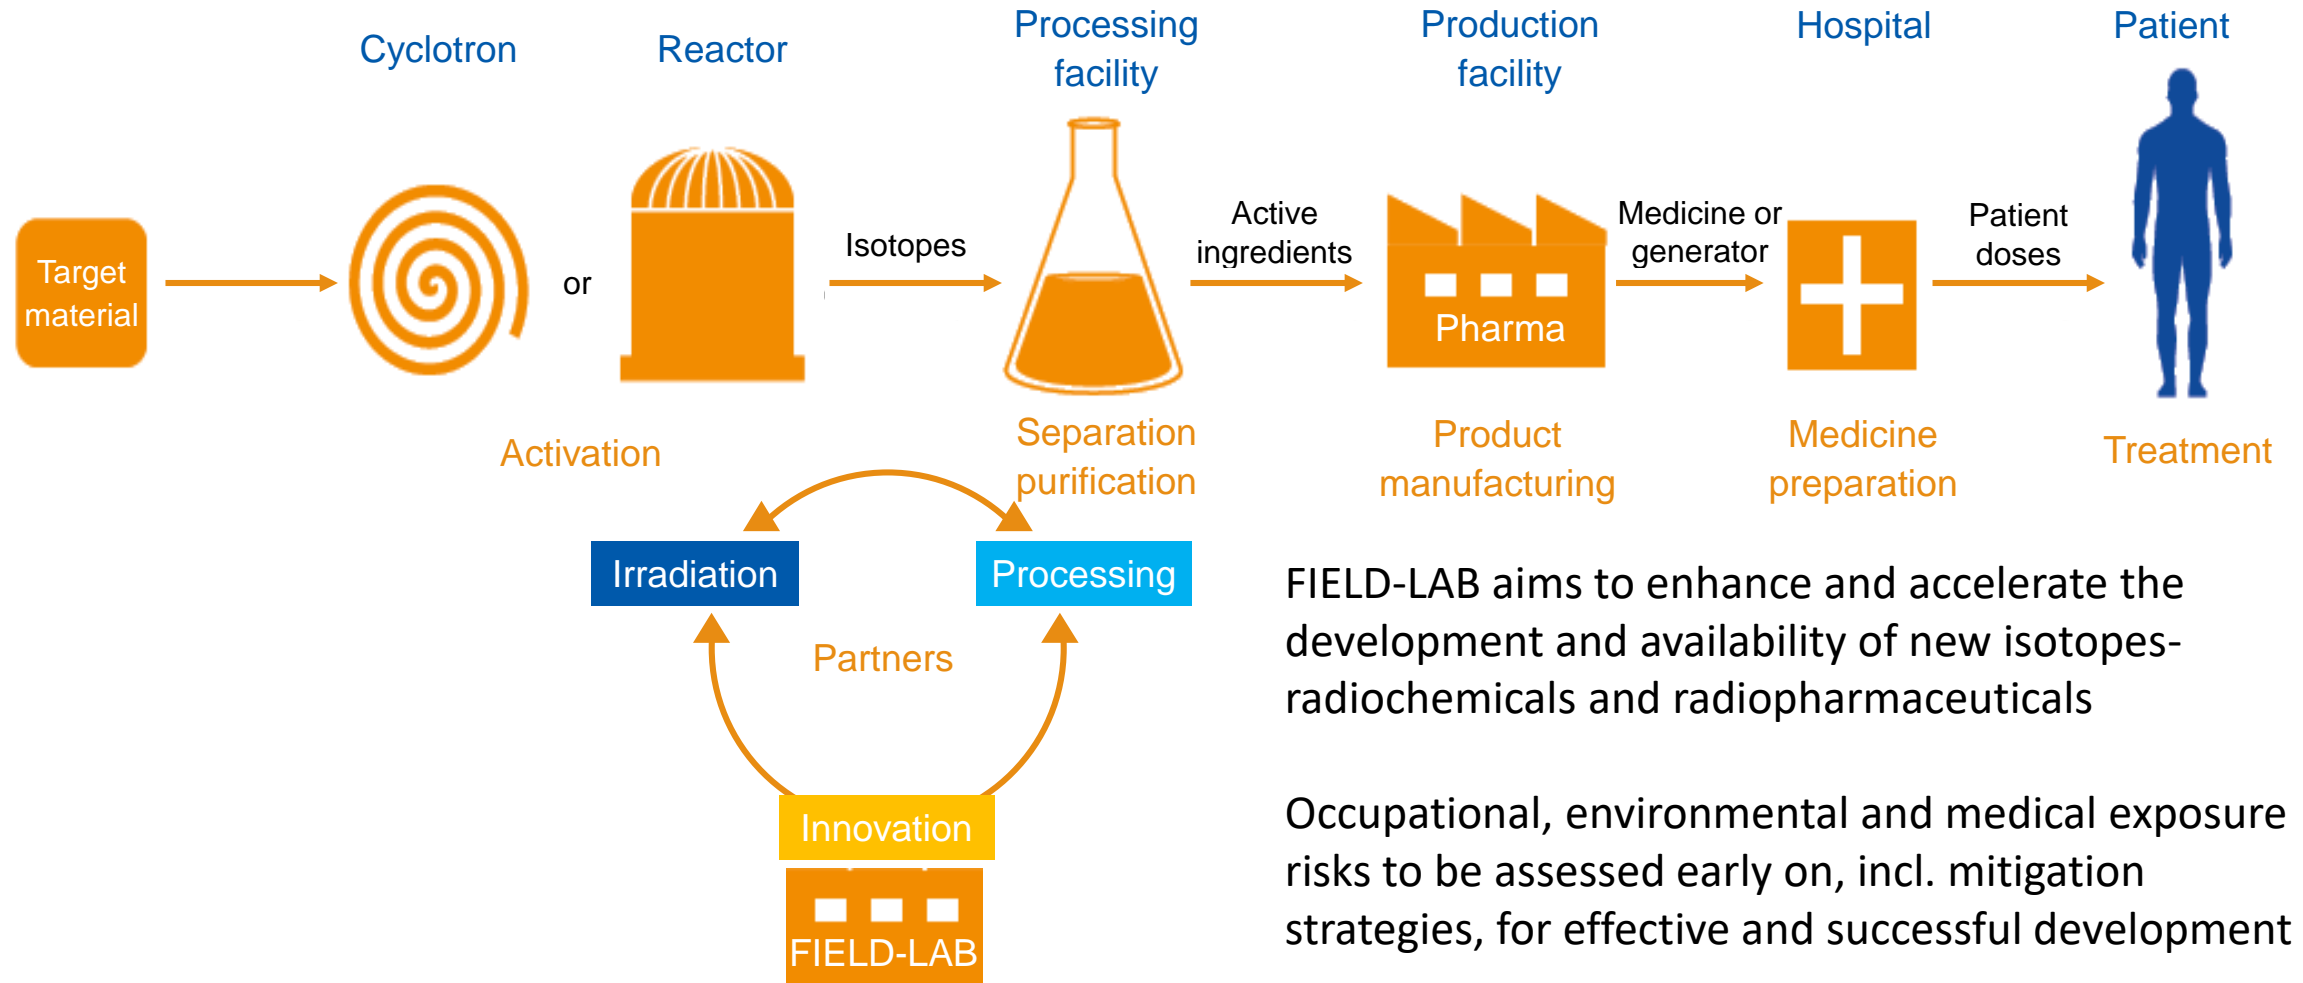 Cyclotron
Reactor
Processing
facility
Production
facility
Hospital
Patient
Target
material
or
Isotopes
Active
ingredients
Pharma
Medicine or
generator
Patient
doses
Activation
Separation
purification
Product
manufacturing
Medicine
preparation
Treatment
Irradiation
Processing
Partners
Innovation
FIELD-LAB
FIELD-LAB aims to enhance and accelerate the
development and availability of new isotopes-
radiochemicals and radiopharmaceuticals
Occupational, environmental and medical exposure
risks to be assessed early on, incl. mitigation
strategies, for effective and successful development